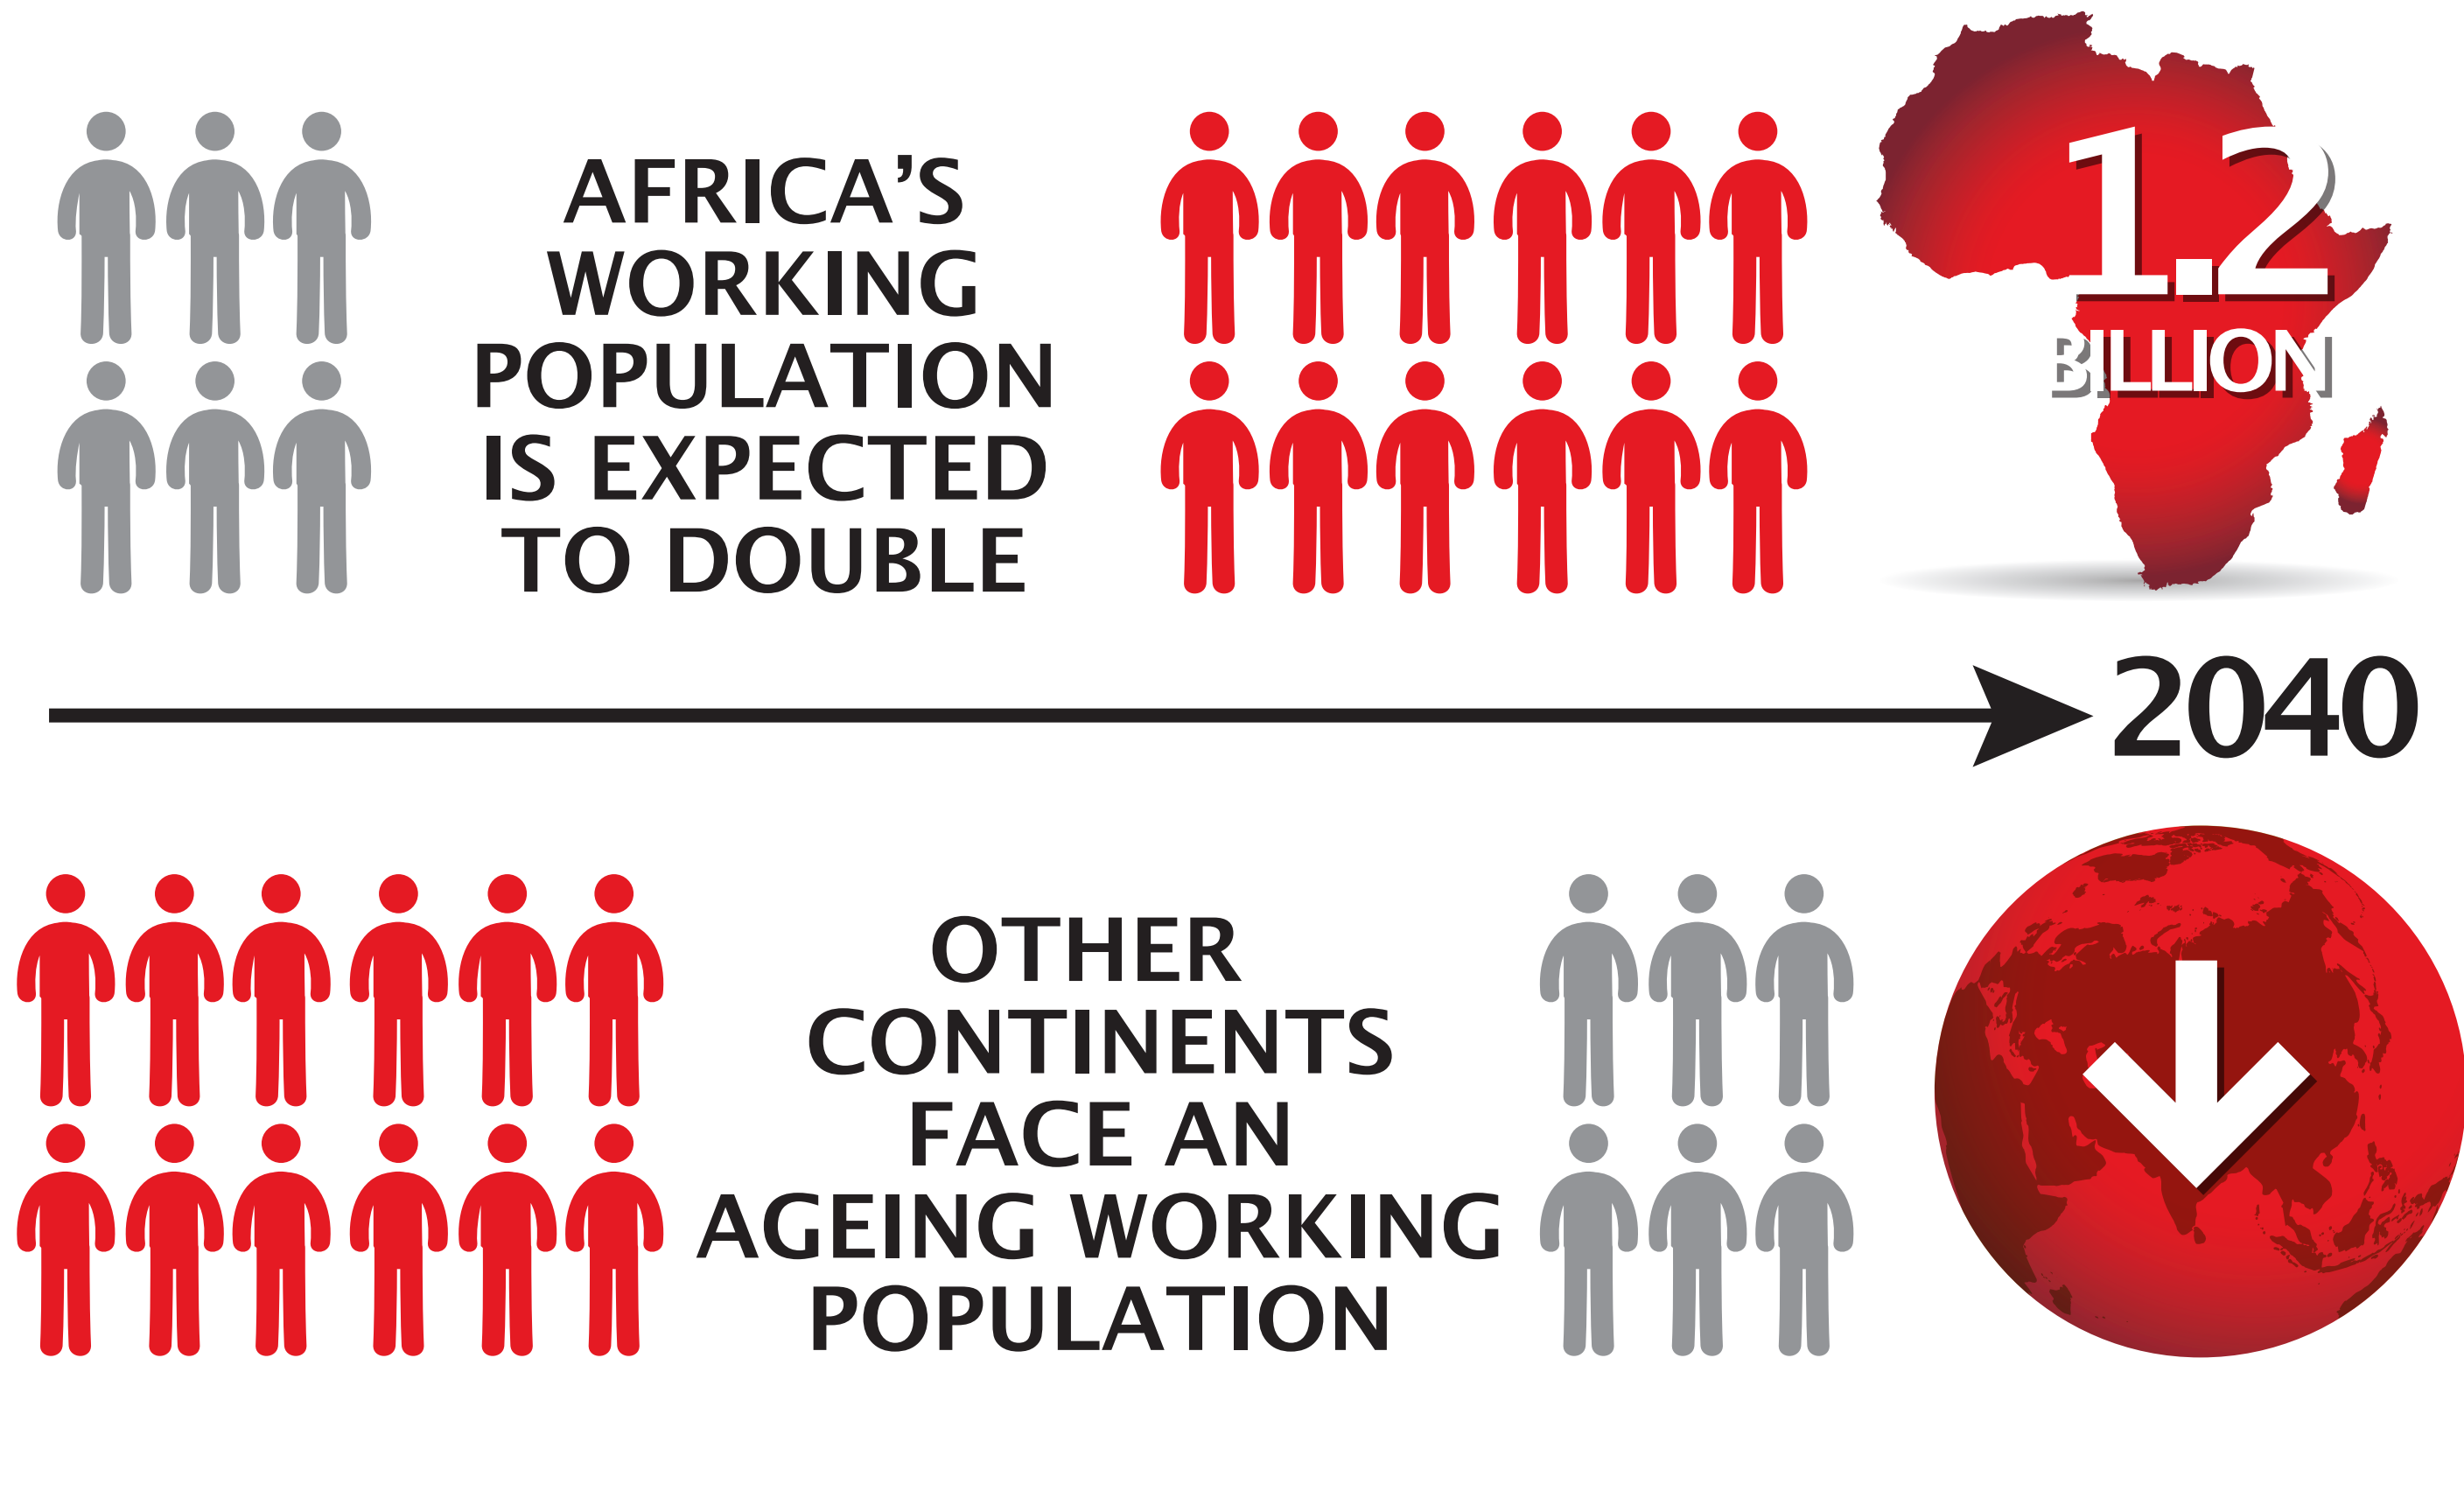 AFRICA'S
WORKING
POPULATION
IS EXPECTED
TO DOUBLE
1.2
BILLION
2040
OTHER
CONTINENTS
FACE AN
AGEING WORKING
POPULATION